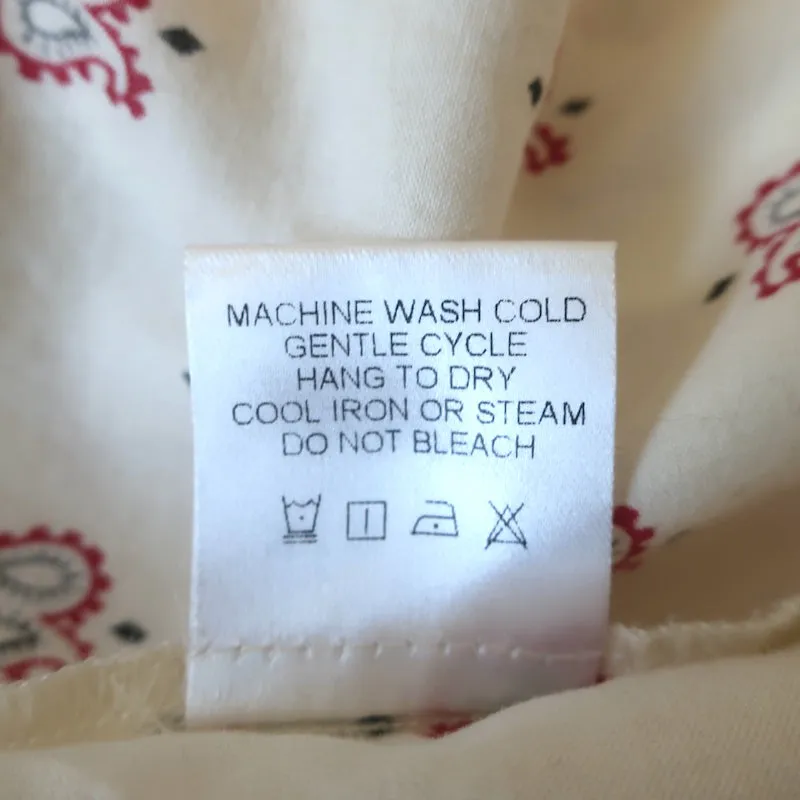 MACHINE WASH COLD
GENTLE CYCLE
HANG TO DRY
COOL IRON OR STEAM
DO NOT BLEACH